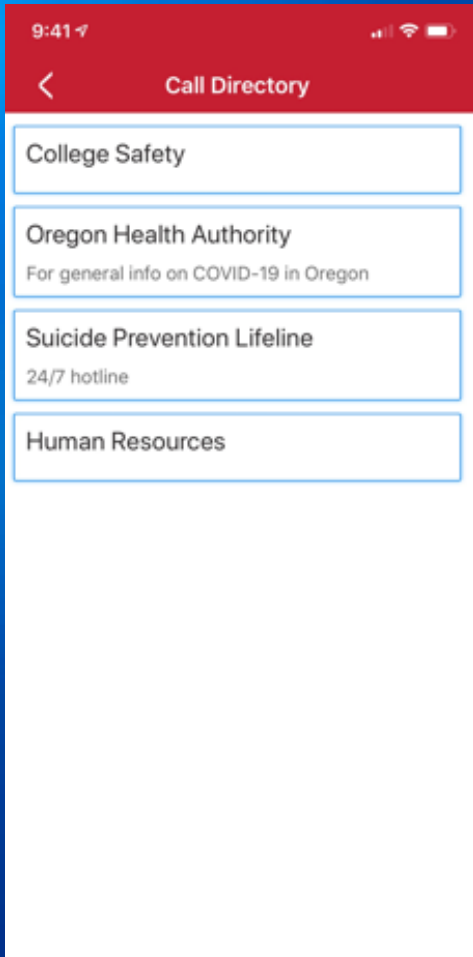 9:41
Call Directory
College Safety
Oregon Health Authority
For general info on COVID-19 in Oregon
Suicide Prevention Lifeline
24/7 hotline
Human Resources